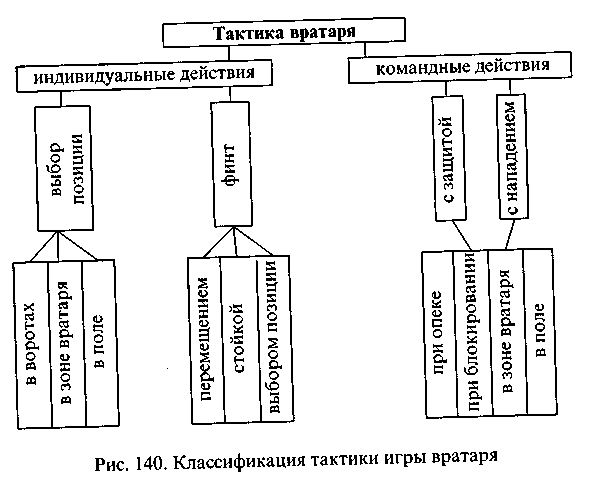 Тактика вратаря
индивидуальные действия
командные действия
выбор
позиции
финт
с защитой
с нападением
в воротах
в зоне вратаря
в поле
перемещением
стойкой
выбором позиции
при опеке
при блокировании
в зоне вратаря
в поле
Рис. 140. Классификация тактики игры вратаря